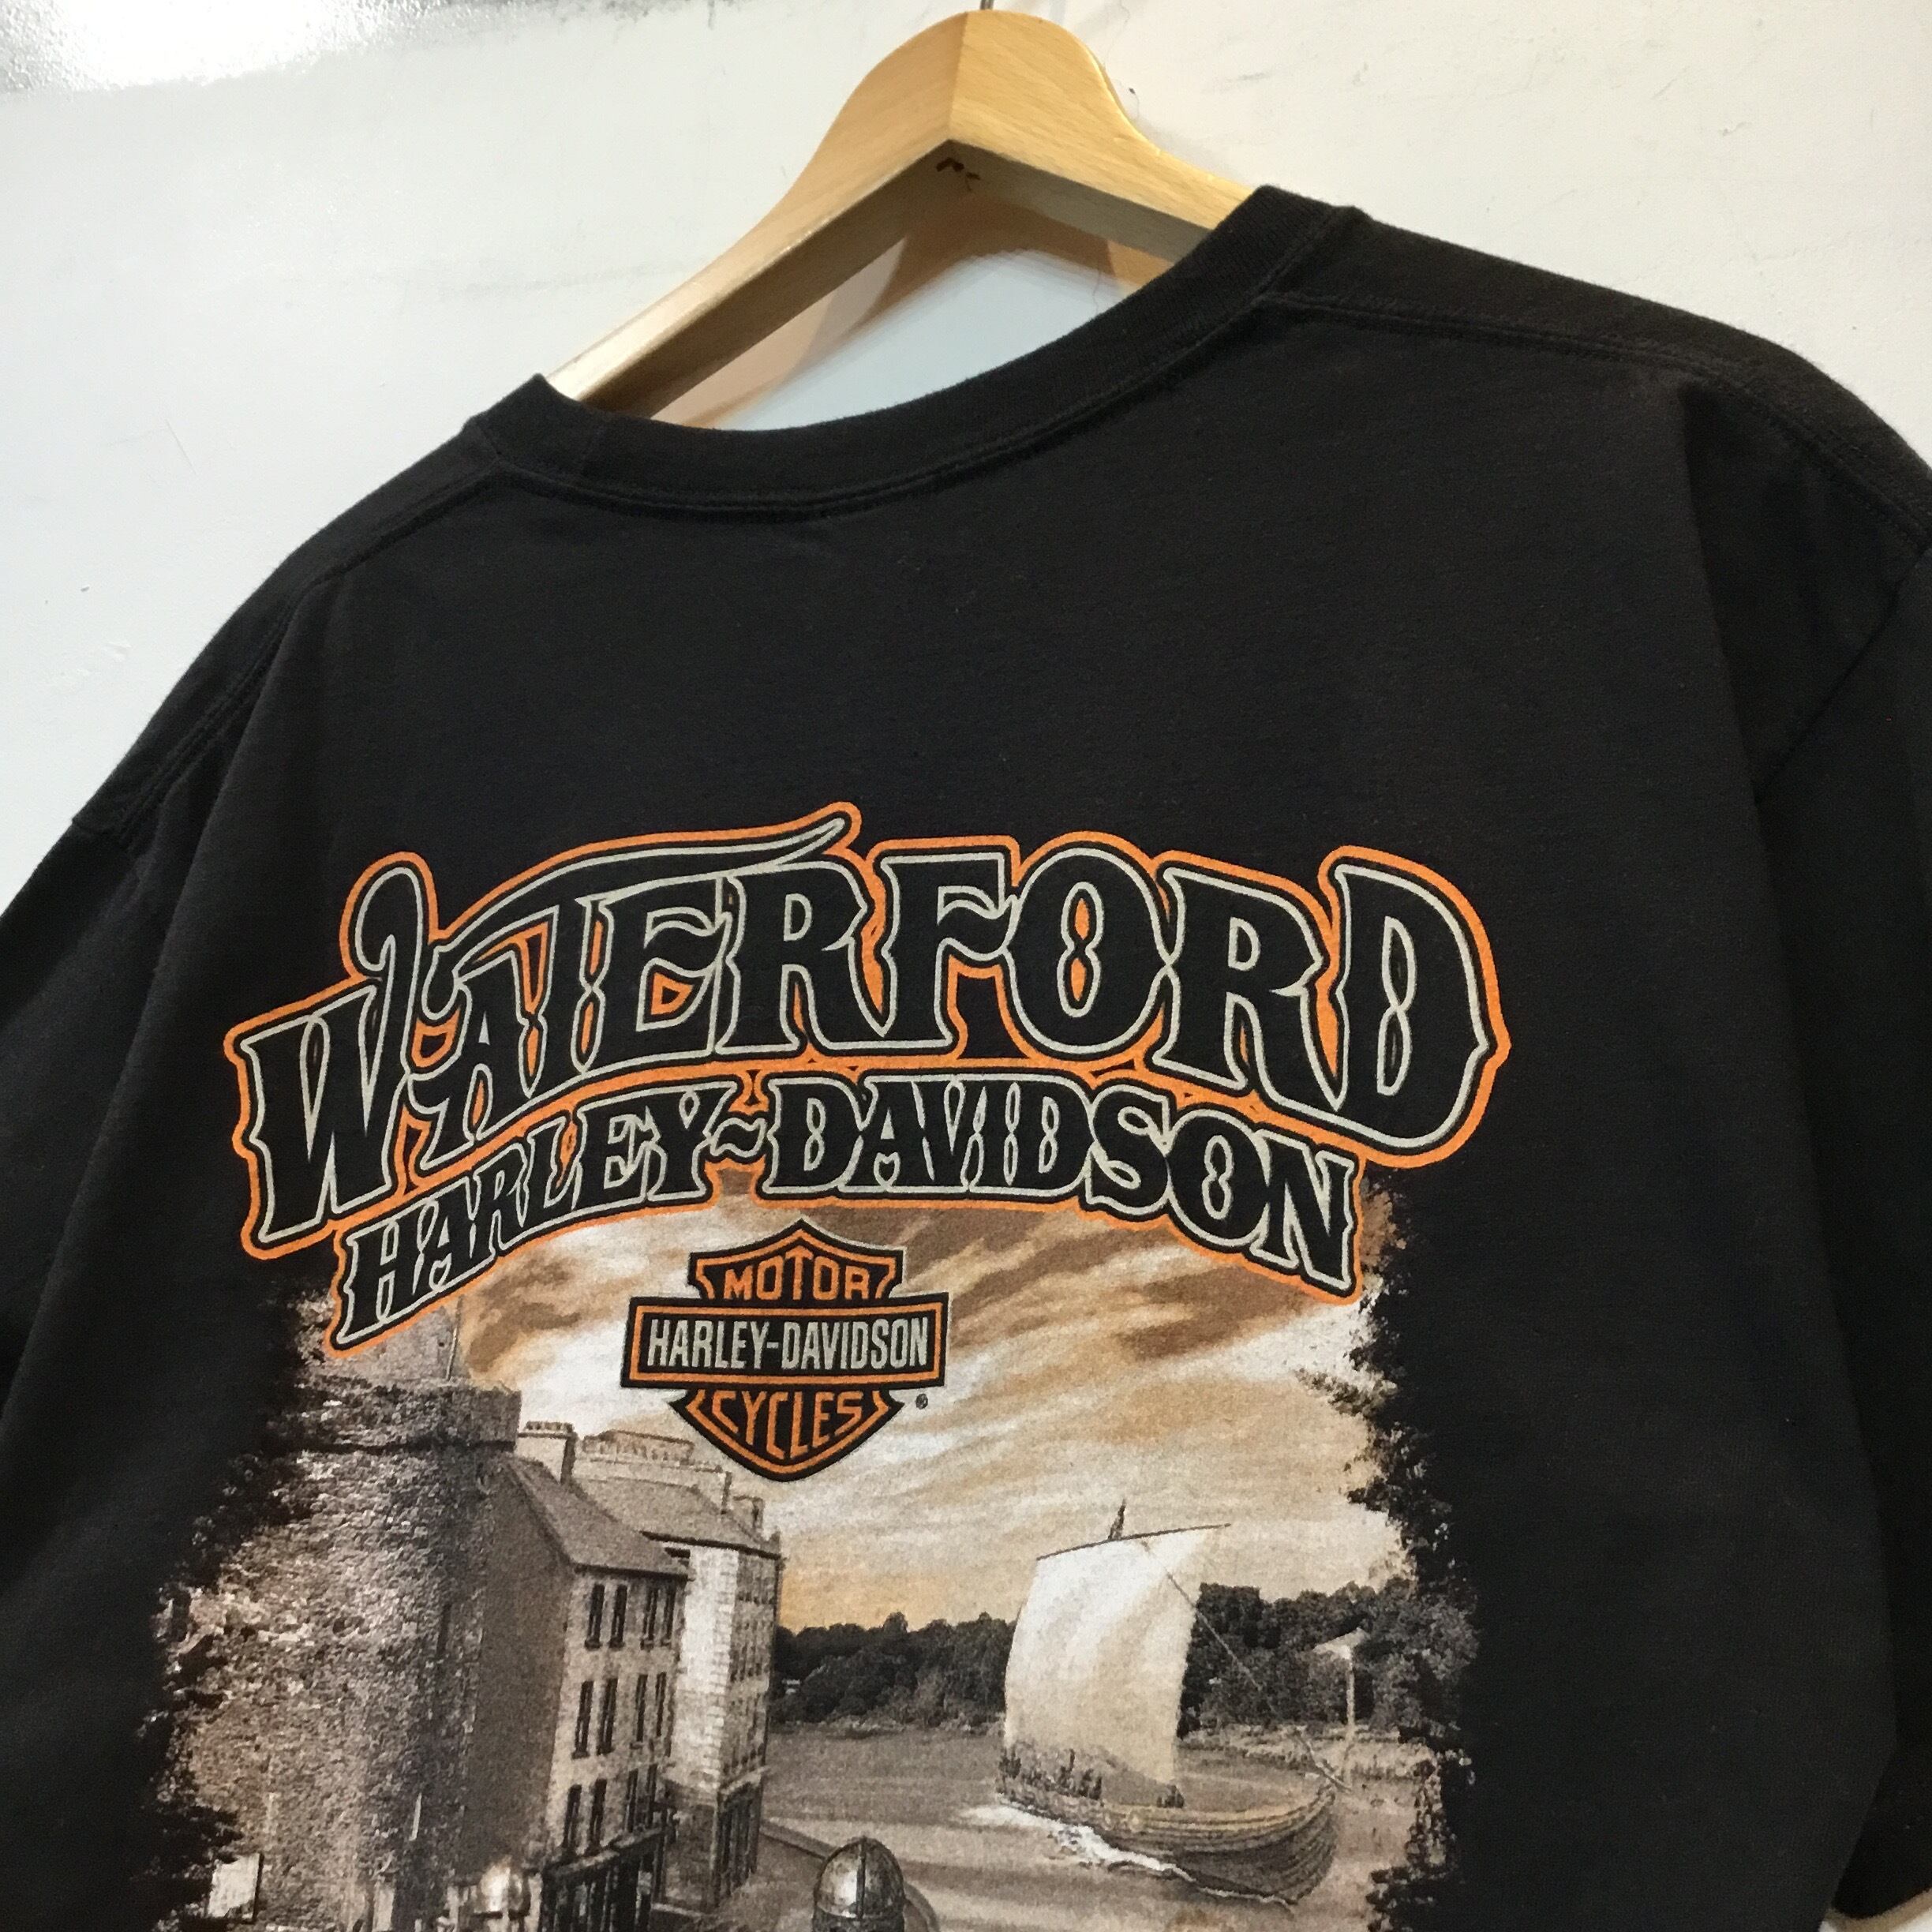 WATERFORD
HARLEY~DAVIDSON
MOTOR
HARLEY-DAVIDSON
CYCLES
®